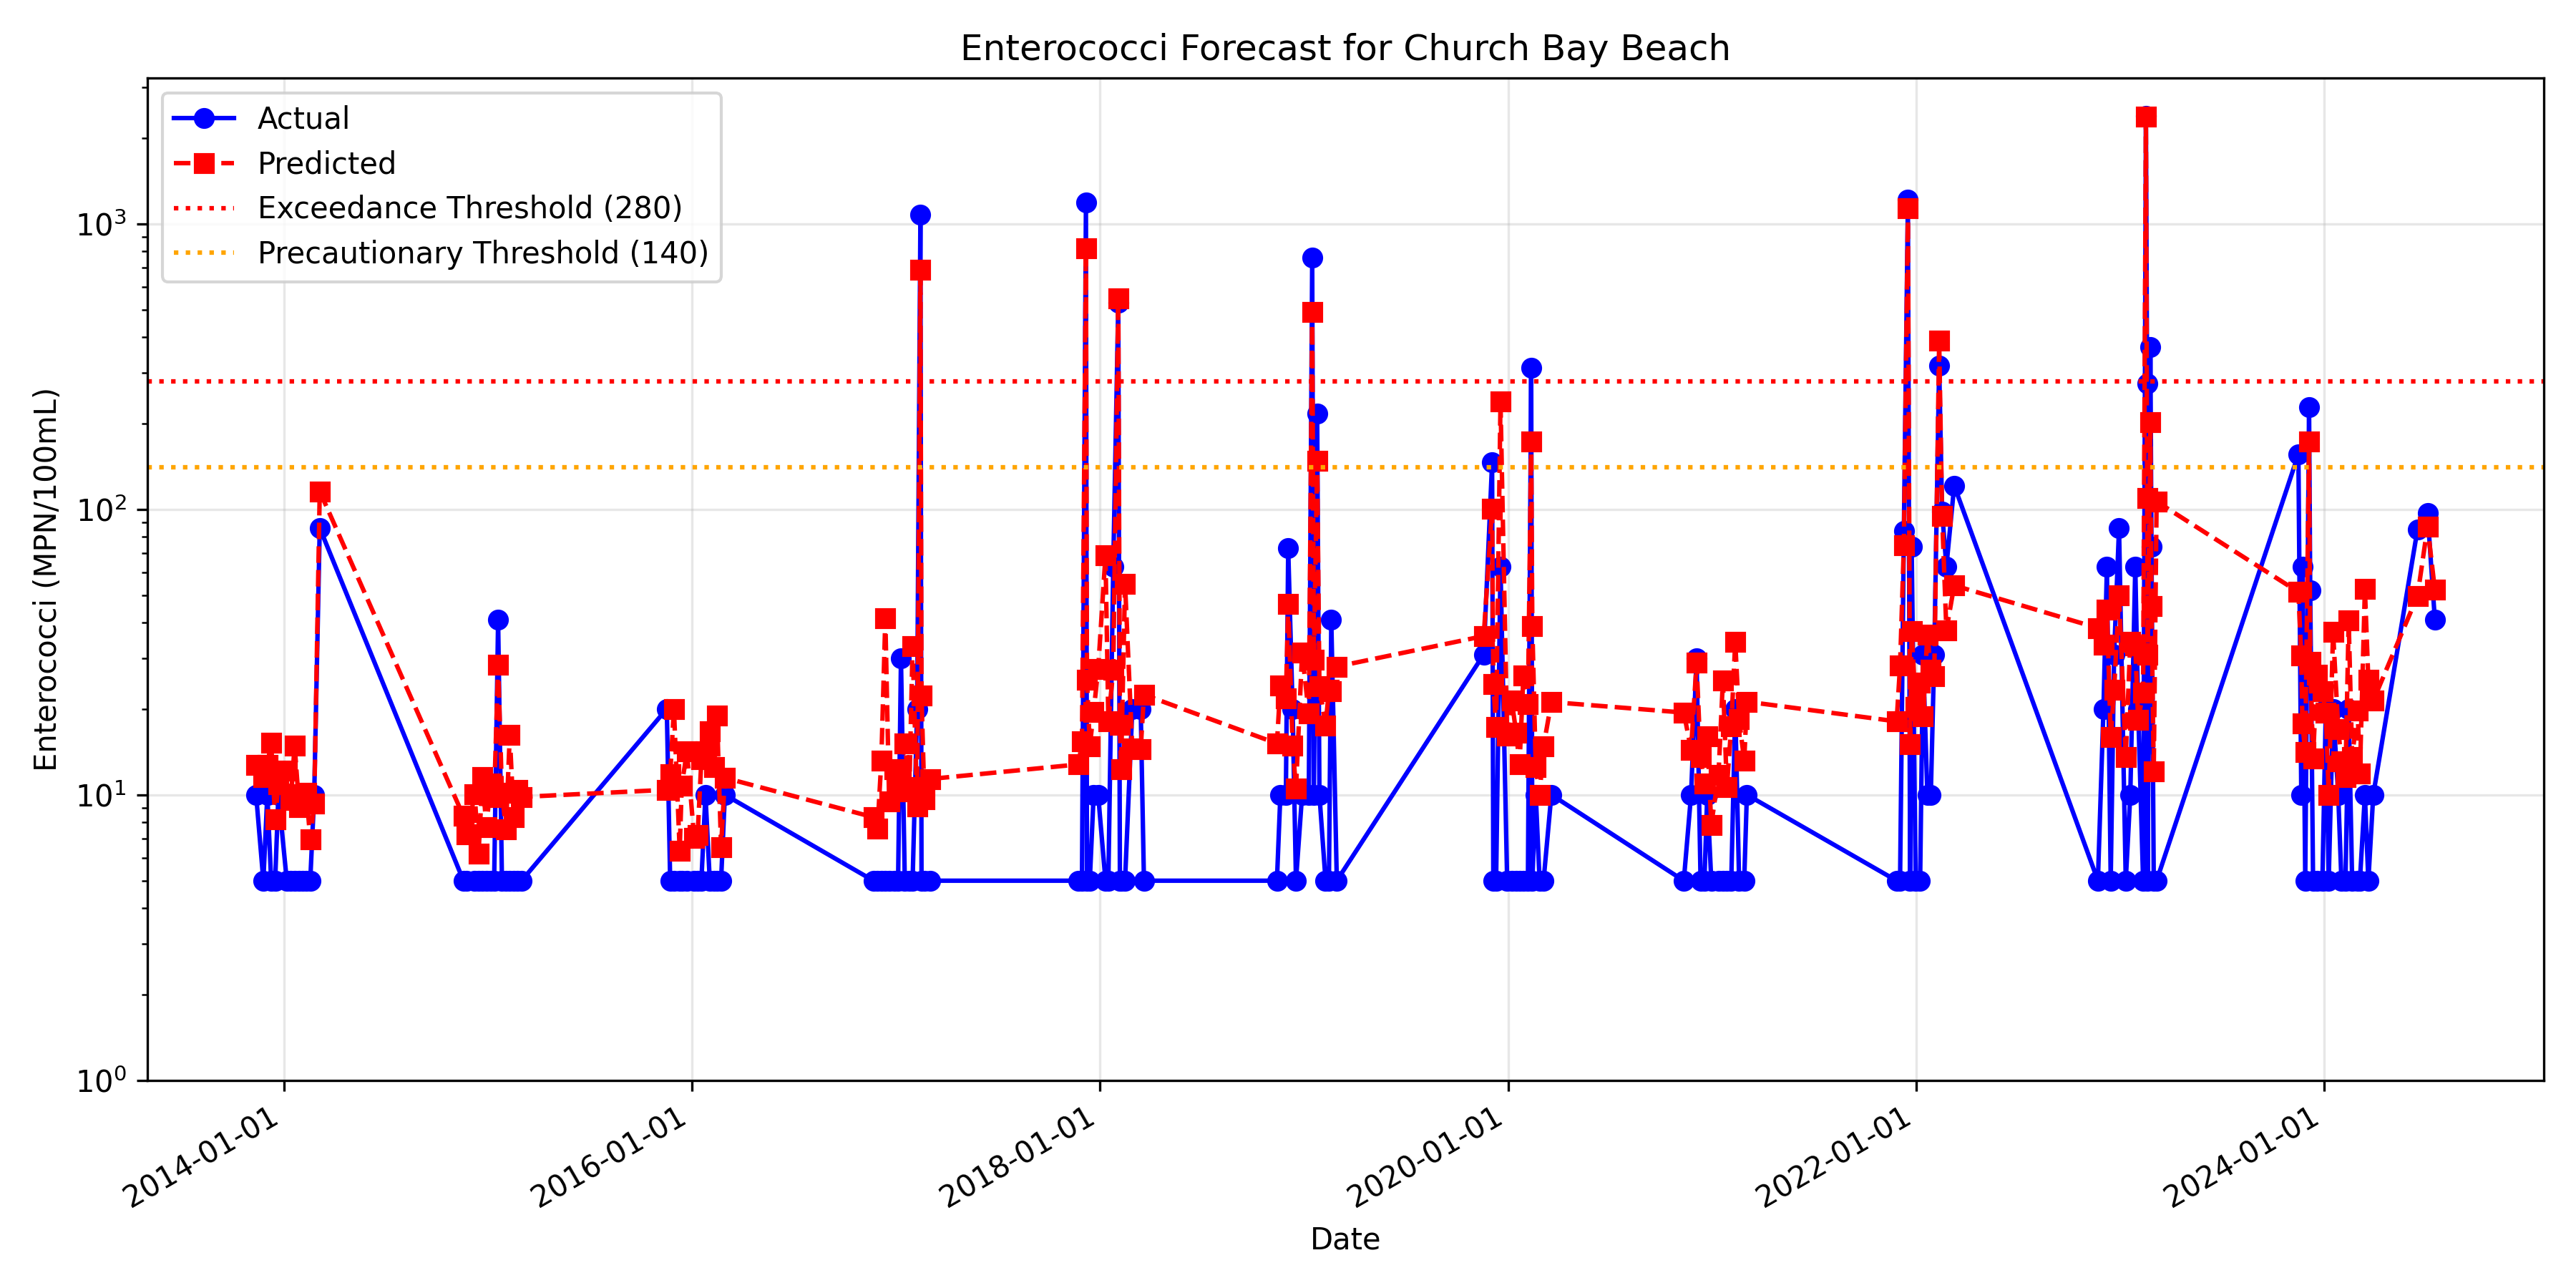 Enterococci Forecast for Church Bay Beach
Actual
Predicted
Exceedance Threshold (280)
Precautionary Threshold (140)
Enterococci (MPN/100mL)
10³
10²
10¹
10⁰
2014-01-01
2016-01-01
2018-01-01
2020-01-01
2022-01-01
2024-01-01
Date